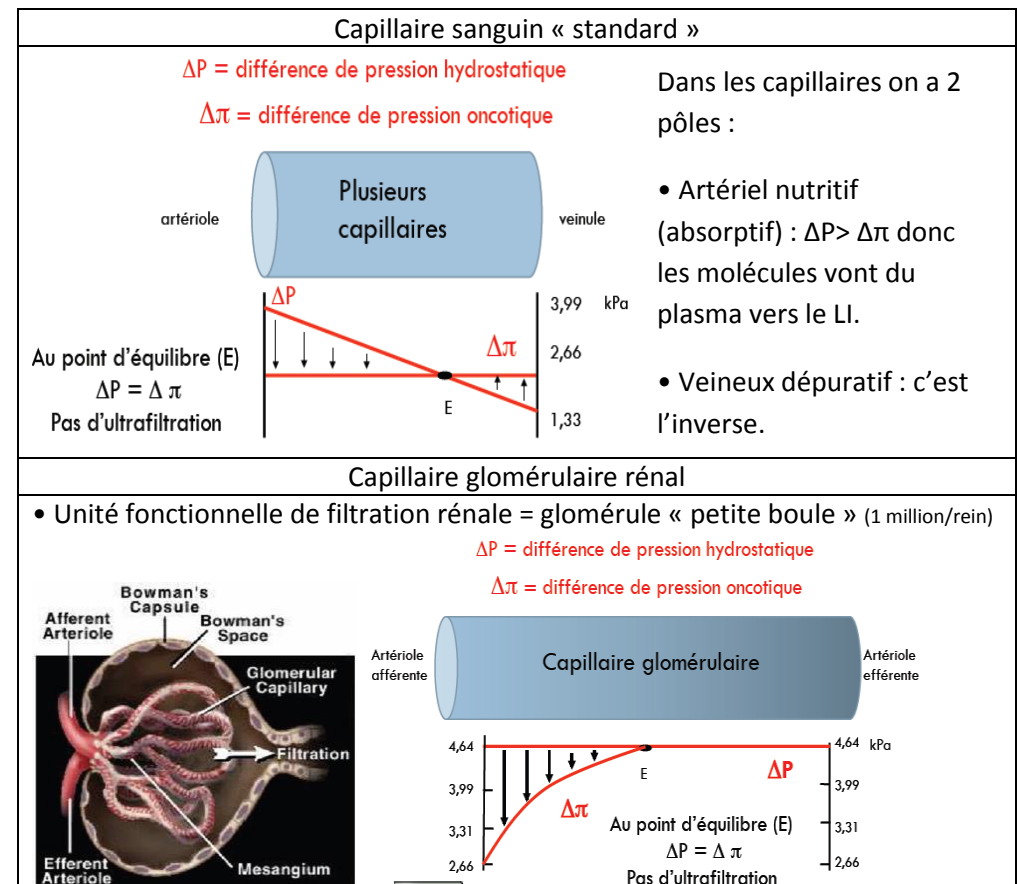 Capillaire sanguin « standard »
ΔP = différence de pression hydrostatique
Δπ = différence de pression oncotique
artériole
Plusieurs
capillaires
veinule
ΔP
3,99 kPa
Δπ
2,66
E
1,33
Au point d'équilibre (E)
ΔP = Δ π
Pas d'ultrafiltration
Dans les capillaires on a 2
pôles :
• Artériel nutritif
(absorptif) : ΔP> Δπ donc
les molécules vont du
plasma vers le LI.
• Veineux dépuratif : c'est
l'inverse.
Capillaire glomérulaire rénal
• Unité fonctionnelle de filtration rénale = glomérule « petite boule » (1 million/rein)
Bowman's
Capsule
Afferent
Arteriole
Bowman's
Space
Glomerular
Capillary
Filtration
Efferent
Arteriole
Mesangium
ΔP = différence de pression hydrostatique
Δπ = différence de pression oncotique
Artériole
afférente
Capillaire glomérulaire
Artériole
efférente
4,64
4,64 kPa
E
ΔP
3,99
3,99
Δπ
3,31
3,31
2,66
2,66
Au point d'équilibre (E)
ΔP = Δ π
Pas d'ultrafiltration